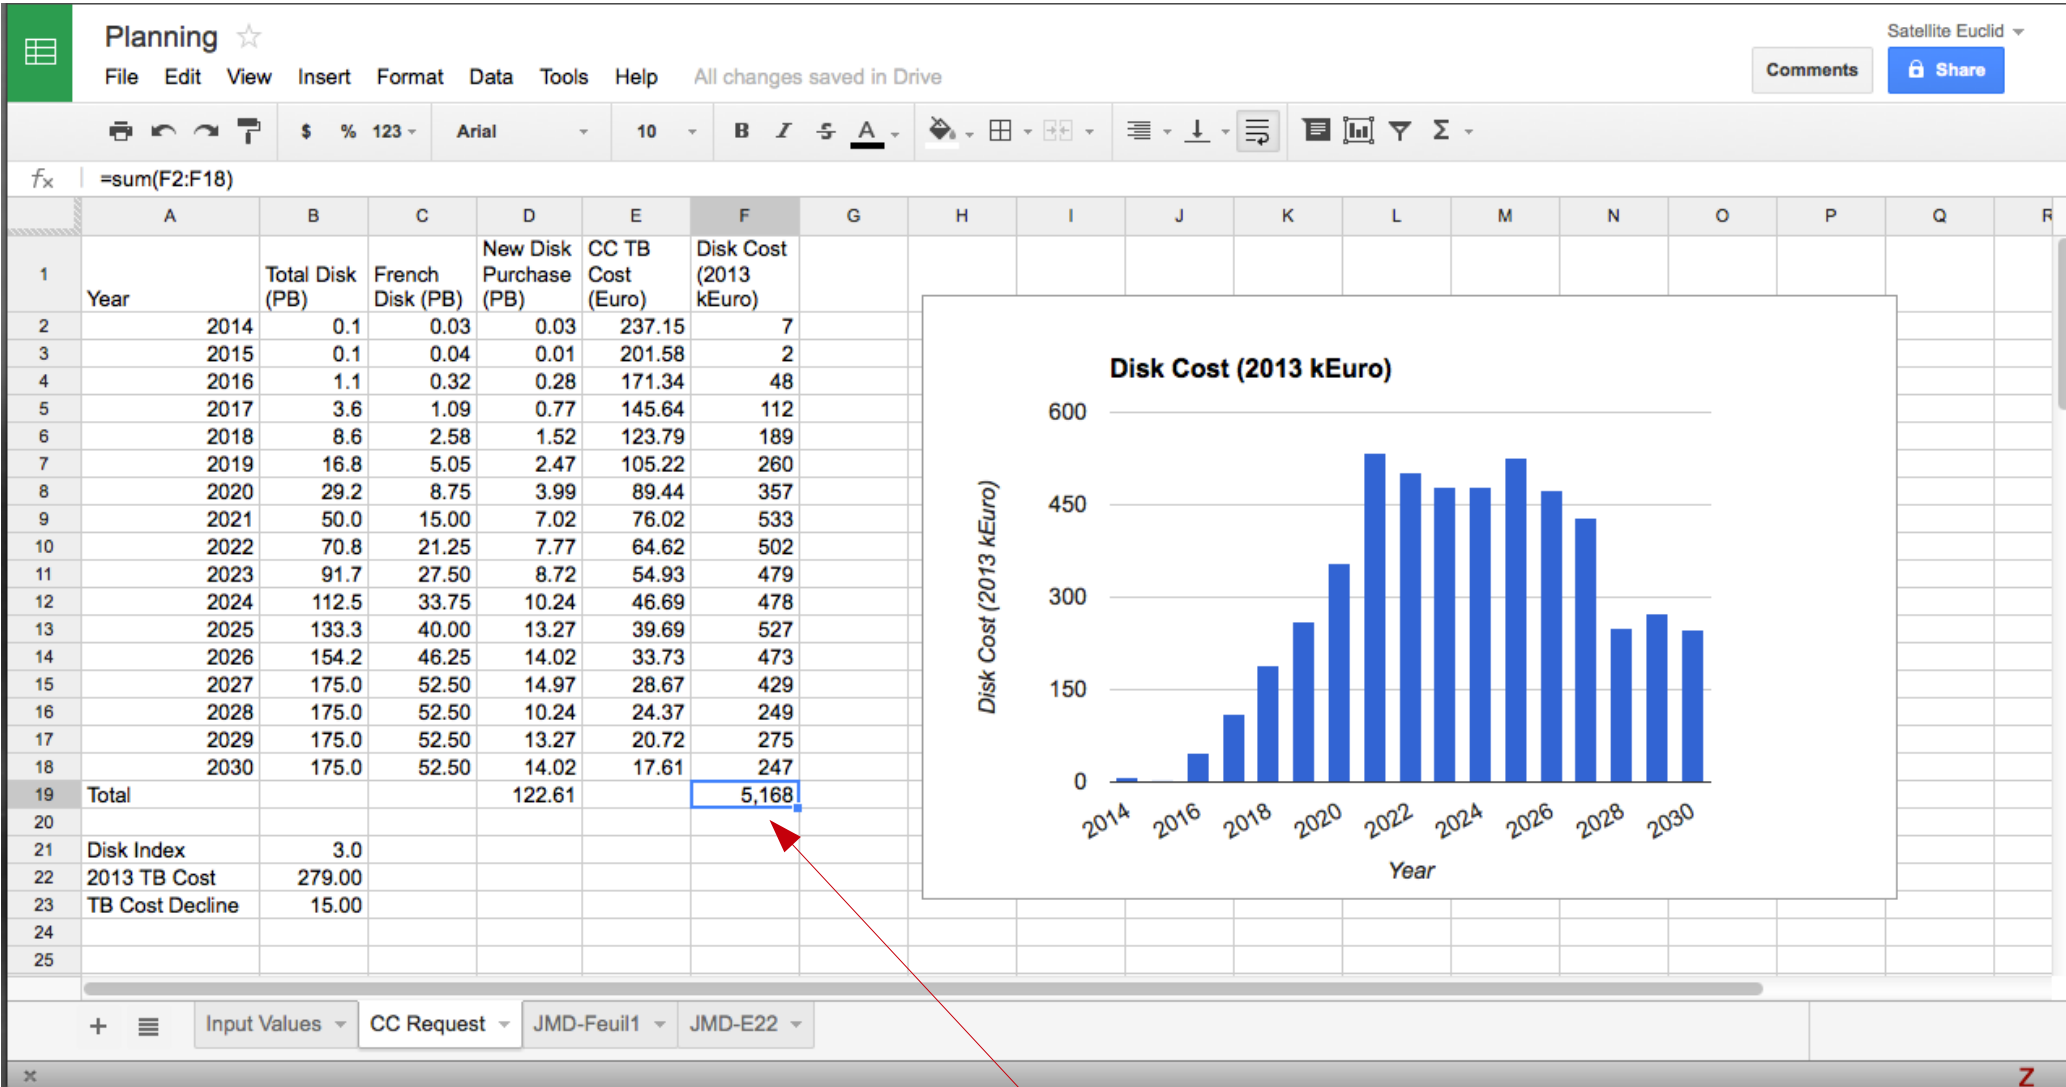 Planning
Satellite Euclid
File Edit View Insert Format Data Tools Help All changes saved in Drive
Comments
Share
$ % 123 Arial 10 B I S A Σ
fx =sum(F2:F18)
A B C D E F G H I J K L M N O P Q R
1 Year Total Disk (PB) French Disk (PB) New Disk Purchase (PB) CC TB Cost (Euro) Disk Cost (2013 kEuro)
2 2014 0.1 0.03 0.03 237.15 7
3 2015 0.1 0.04 0.01 201.58 2
4 2016 1.1 0.32 0.28 171.34 48
5 2017 3.6 1.09 0.77 145.64 112
6 2018 8.6 2.58 1.52 123.79 189
7 2019 16.8 5.05 2.47 105.22 260
8 2020 29.2 8.75 3.99 89.44 357
9 2021 50.0 15.00 7.02 76.02 533
10 2022 70.8 21.25 7.77 64.62 502
11 2023 91.7 27.50 8.72 54.93 479
12 2024 112.5 33.75 10.24 46.69 478
13 2025 133.3 40.00 13.27 39.69 527
14 2026 154.2 46.25 14.02 33.73 473
15 2027 175.0 52.50 14.97 28.67 429
16 2028 175.0 52.50 10.24 24.37 249
17 2029 175.0 52.50 13.27 20.72 275
18 2030 175.0 52.50 14.02 17.61 247
19 Total 122.61 5,168
20
21 Disk Index 3.0
22 2013 TB Cost 279.00
23 TB Cost Decline 15.00
24
25
Disk Cost (2013 kEuro)
Disk Cost (2013 kEuro)
600
450
300
150
0
2014 2016 2018 2020 2022 2024 2026 2028 2030
Year
+ Input Values CC Request JMD-Feuil1 JMD-E22
Z